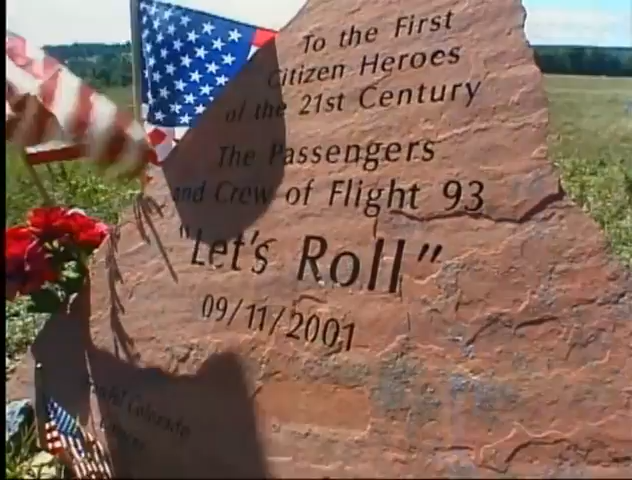 To the First
Citizen Heroes
of the 21st Century
The Passengers
and Crew of Flight 93
"Let's Roll"
09/11/2001
Colorado